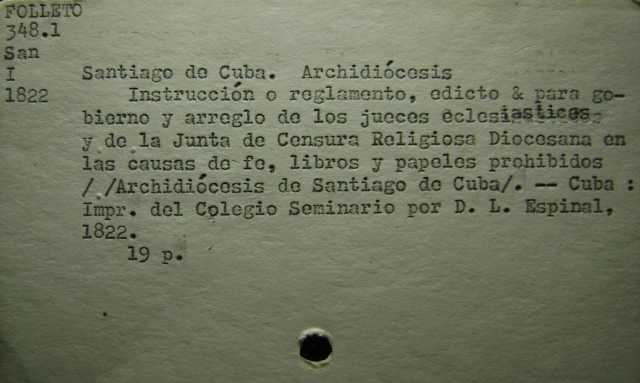 FOLLETO
348.1
San
I Santiago de Cuba. Archidiócesis
1822 Instrucción o reglamento, edicto & para go-
bierno y arreglo de los jueces eclesiasticos
y de la Junta de Censura Religiosa Diocesana en
las causas de fe, libros y papeles prohibidos
/ /Archidiócesis de Santiago de Cuba/. -- Cuba :
Impr. del Colegio Seminario por D. L. Espinal,
1822.
19 p.